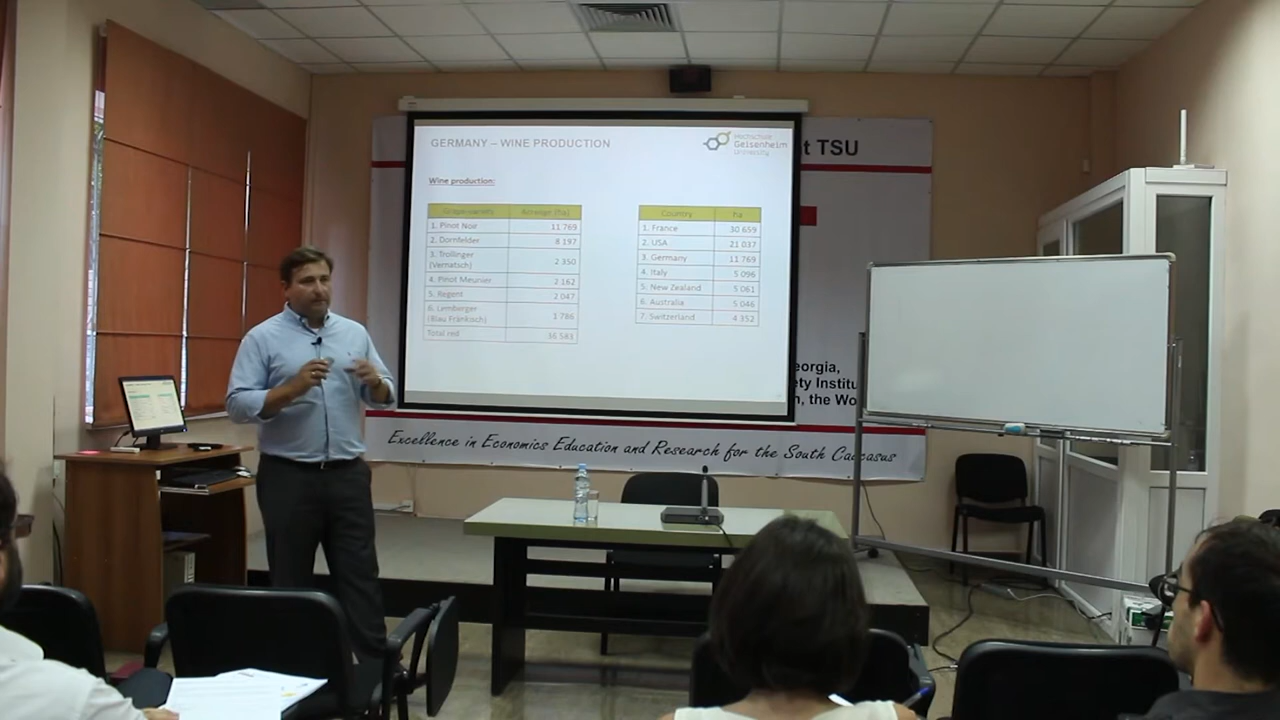 GERMANY – WINE PRODUCTION
Hochschule
Geisenheim
University
t TSU
Wine production:
Grape variety Acreage (ha)
1. Pinot Noir 11 769
2. Dornfelder 8 197
3. Trollinger
(Vernatsch) 2 350
4. Pinot Meunier 2 162
5. Regent 2 047
6. Lemberger
(Blau Fränkisch) 1 786
Total red 36 583
Country ha
1. France 30 659
2. USA 21 037
3. Germany 11 769
4. Italy 5 096
5. New Zealand 5 061
6. Australia 5 046
7. Switzerland 4 352
eorgia,
ety Institu
n, the Wo
Excellence in Economics Education and Research for the South Caucasus